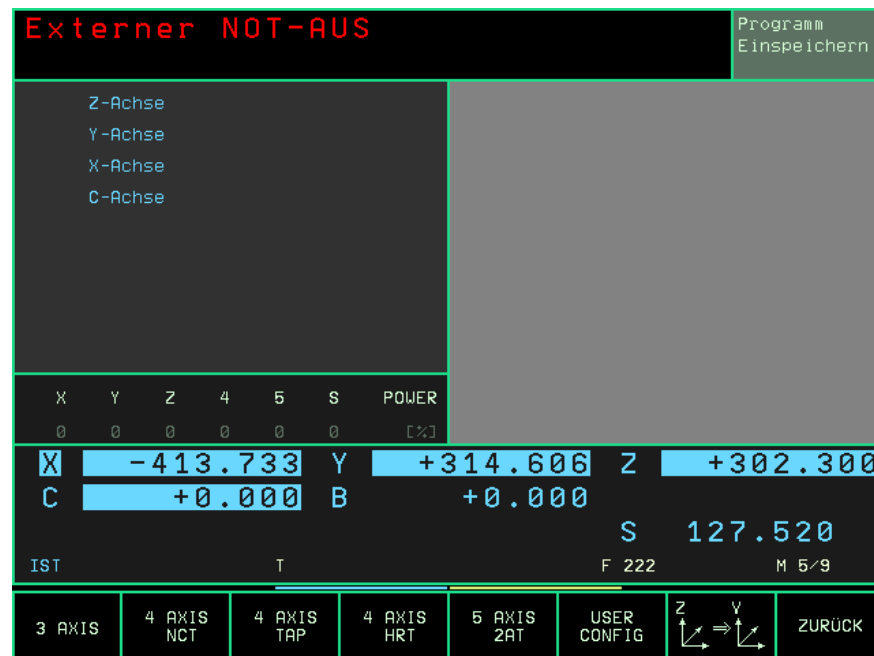 Externer NOT-AUS
Programm
Einspeichern
Z-Achse
Y-Achse
X-Achse
C-Achse
X Y Z 4 5 S POWER
0 0 0 0 0 0 [%]
X -413.733 Y +314.606 Z +302.300
C +0.000 B +0.000
S 127.520
IST T F 222 M 5/9
3 AXIS
4 AXIS
NCT
4 AXIS
TAP
4 AXIS
HRT
5 AXIS
2AT
USER
CONFIG
Z ⇒ Y
ZURÜCK